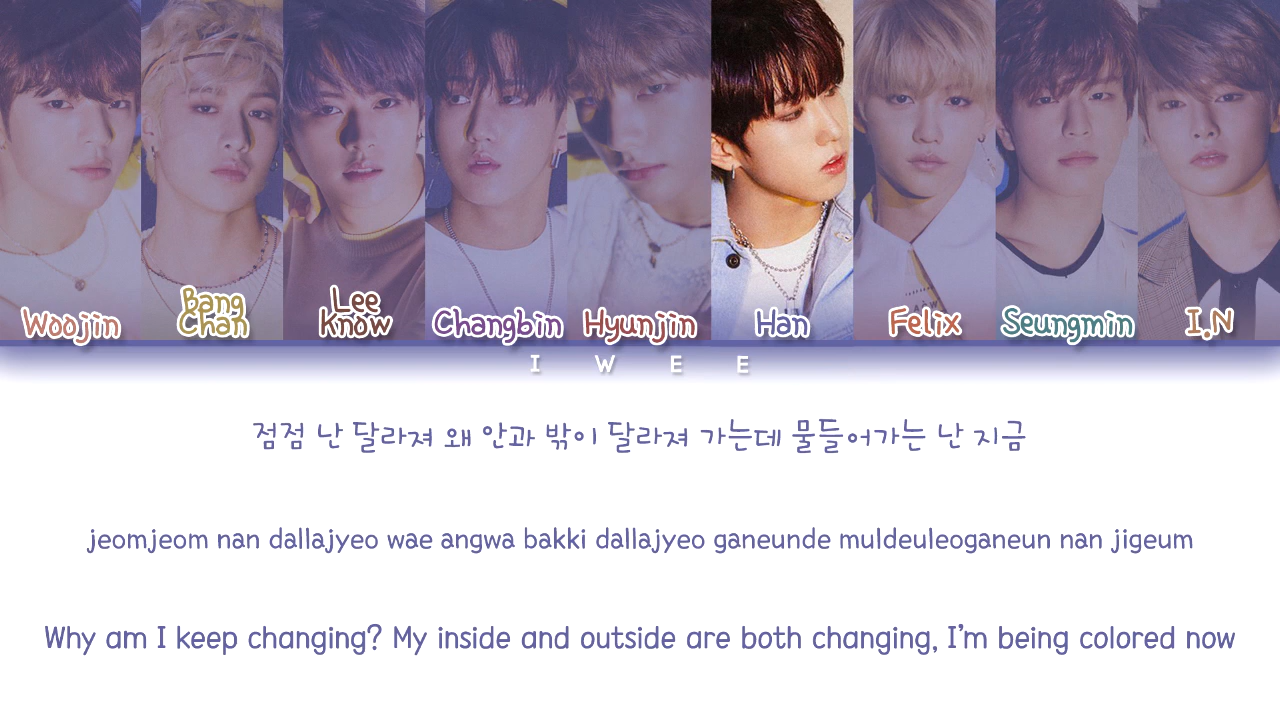 Woojin
Bang Chan
Lee Know
Changbin
Hyunjin
Han
Felix
Seungmin
I.N
I W E E
점점 난 달라져 왜 안과 밖이 달라져 가는데 물들어가는 난 지금
jeomjeom nan dallajyeo wae angwa bakki dallajyeo ganeunde muldeuleoganeun nan jigeum
Why am I keep changing? My inside and outside are both changing, I'm being colored now